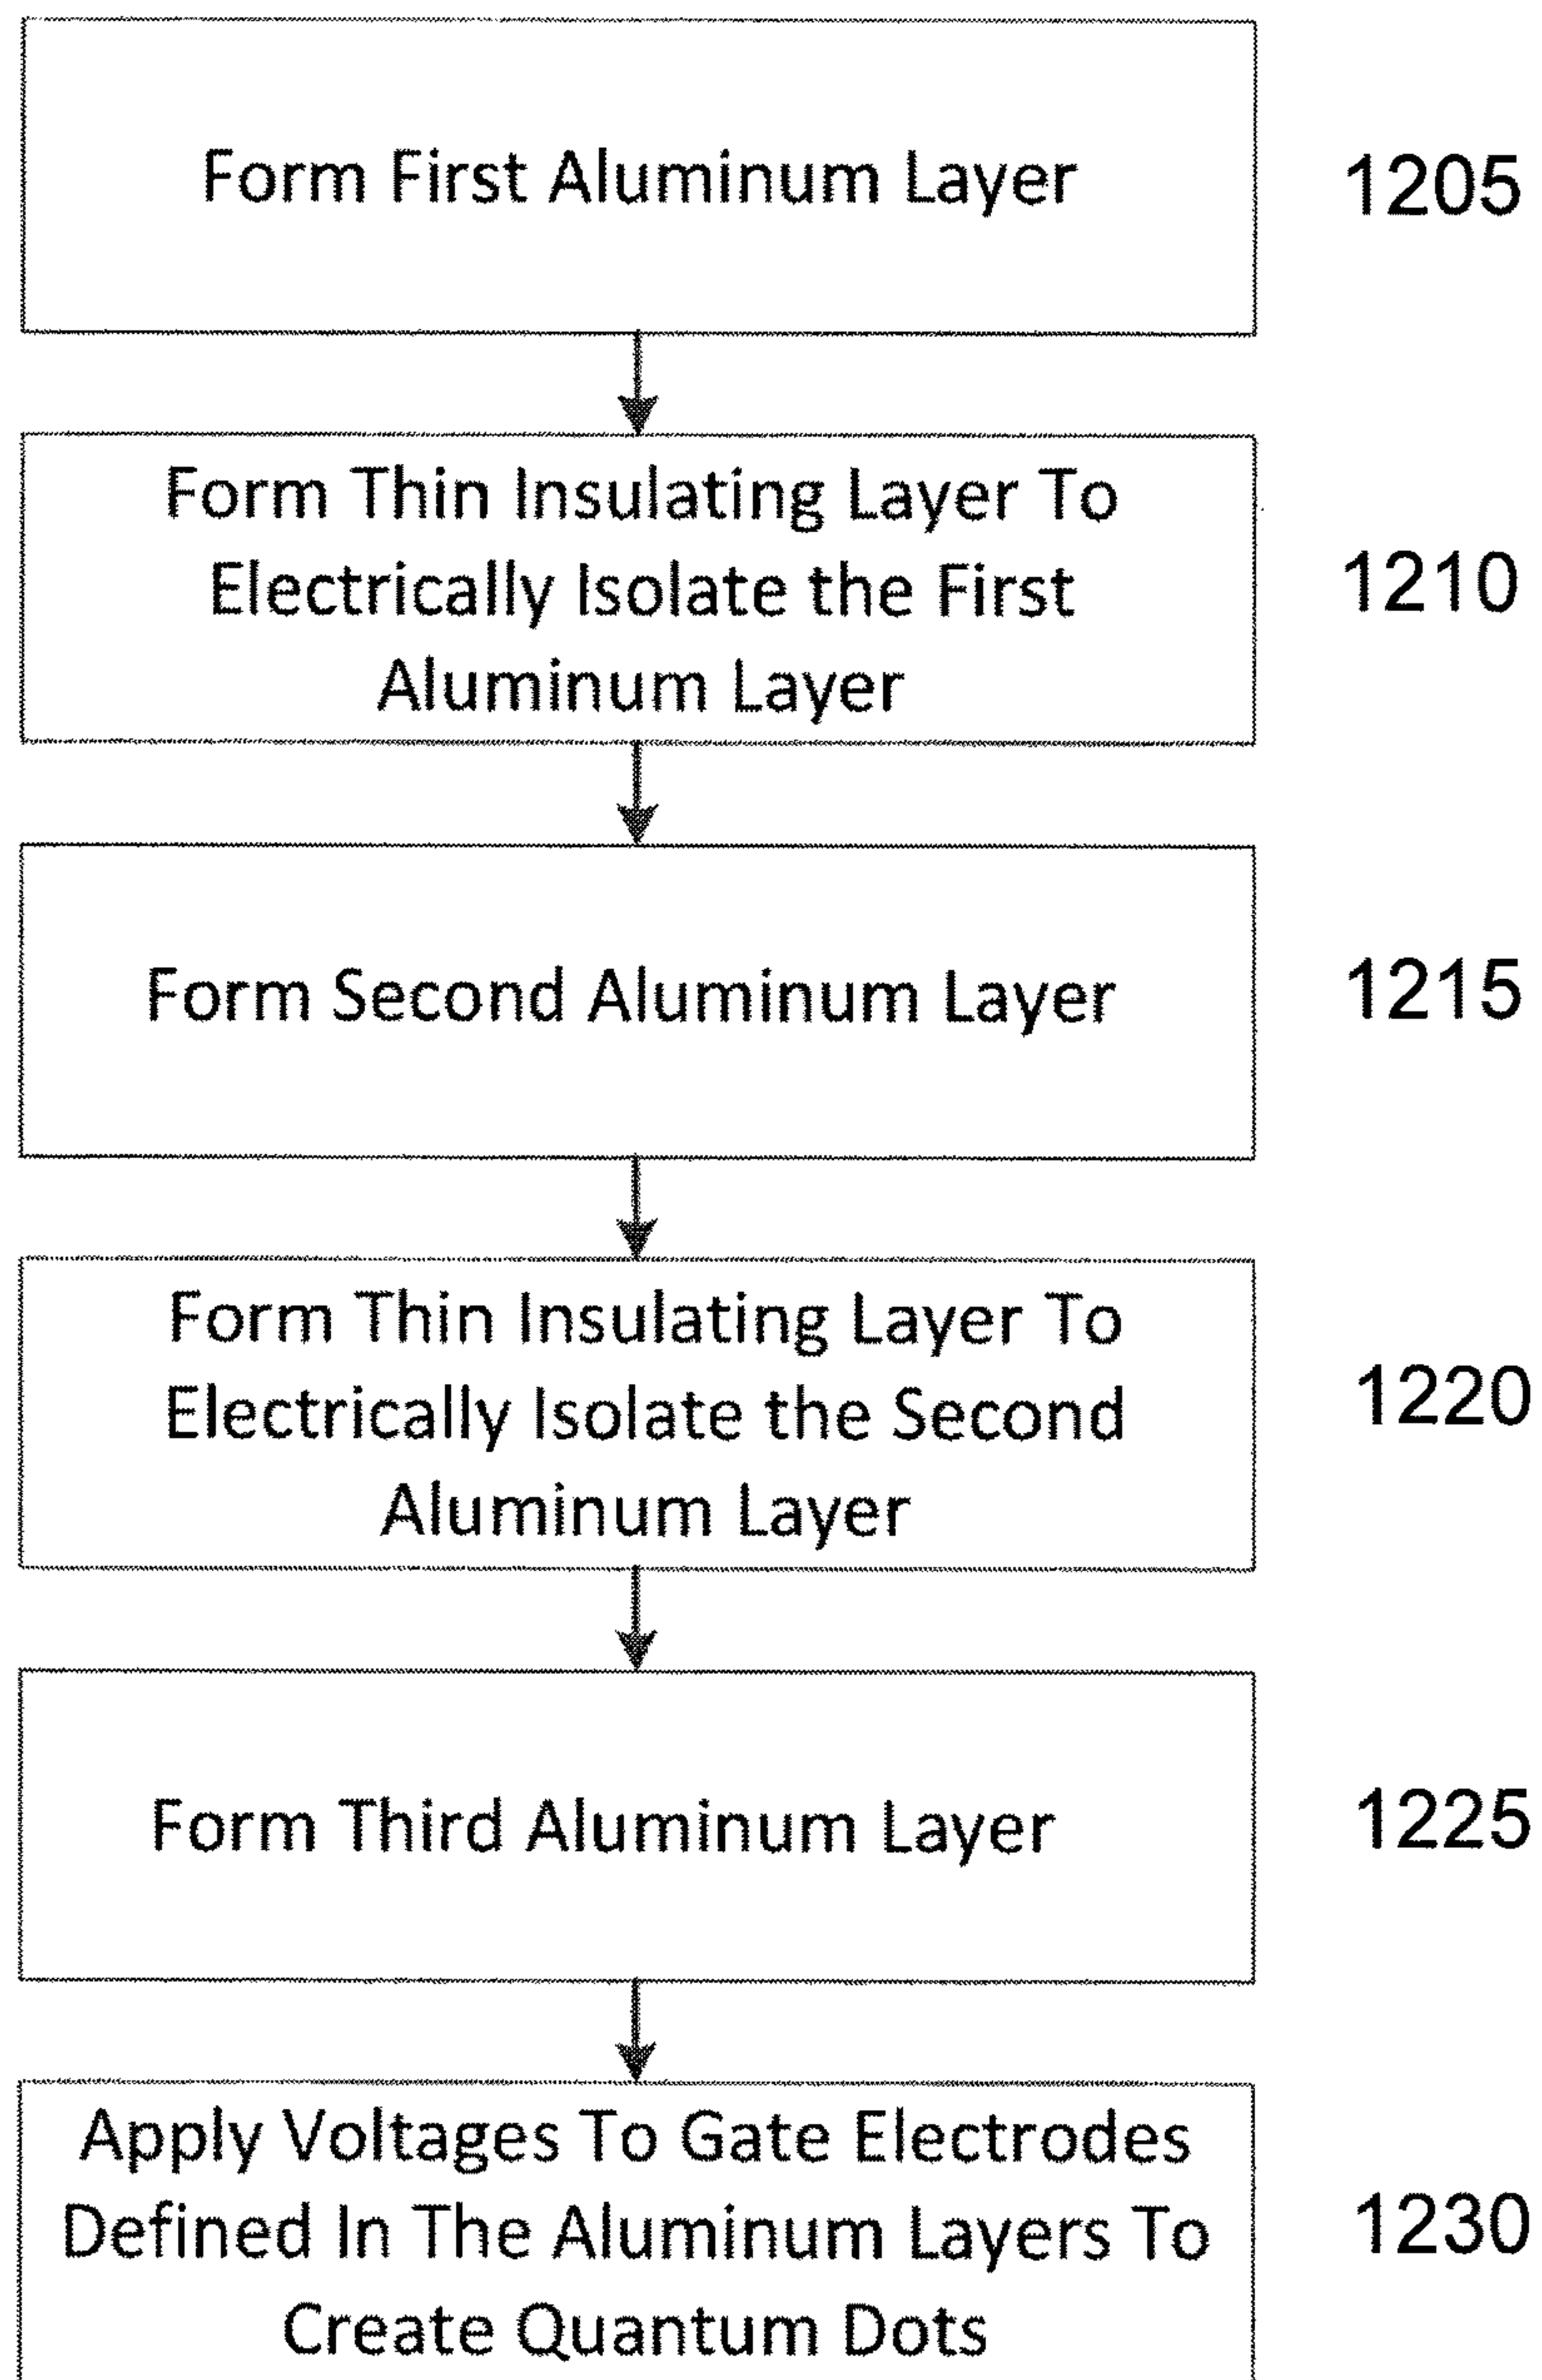 Form First Aluminum Layer
1205
Form Thin Insulating Layer To
Electrically Isolate the First
Aluminum Layer
1210
Form Second Aluminum Layer
1215
Form Thin Insulating Layer To
Electrically Isolate the Second
Aluminum Layer
1220
Form Third Aluminum Layer
1225
Apply Voltages To Gate Electrodes
Defined In The Aluminum Layers To
Create Quantum Dots
1230